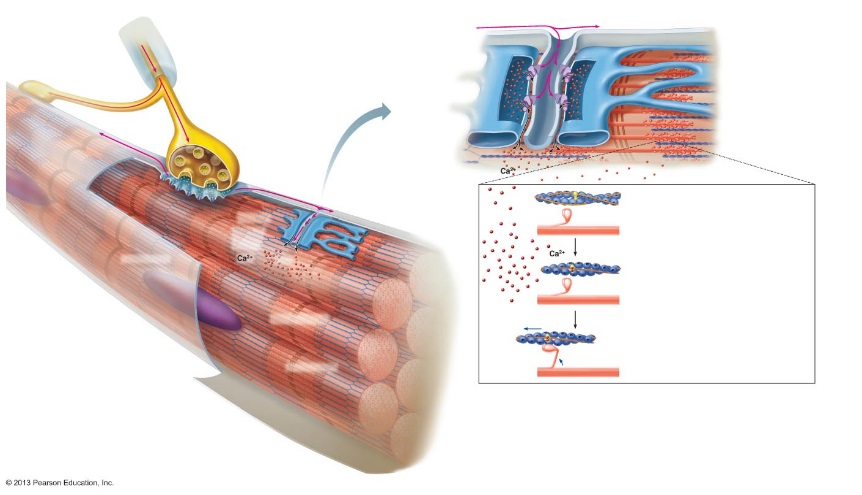 Ca²⁺
Ca²
Ca²⁺
© 2013 Pearson Education, Inc.